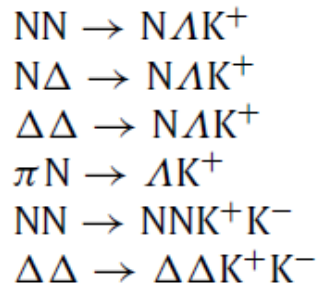 NN → NΛK⁺
NΔ → NΛK⁺
ΔΔ → NΛK⁺
πN → ΛK⁺
NN → NNK⁺K⁻
ΔΔ → ΔΔK⁺K⁻